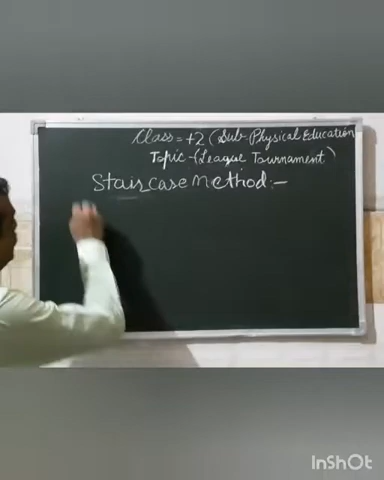 Class = +2 (Sub-Physical Education
Topic -(League Tournament)
Staircase Method:-
InShOt